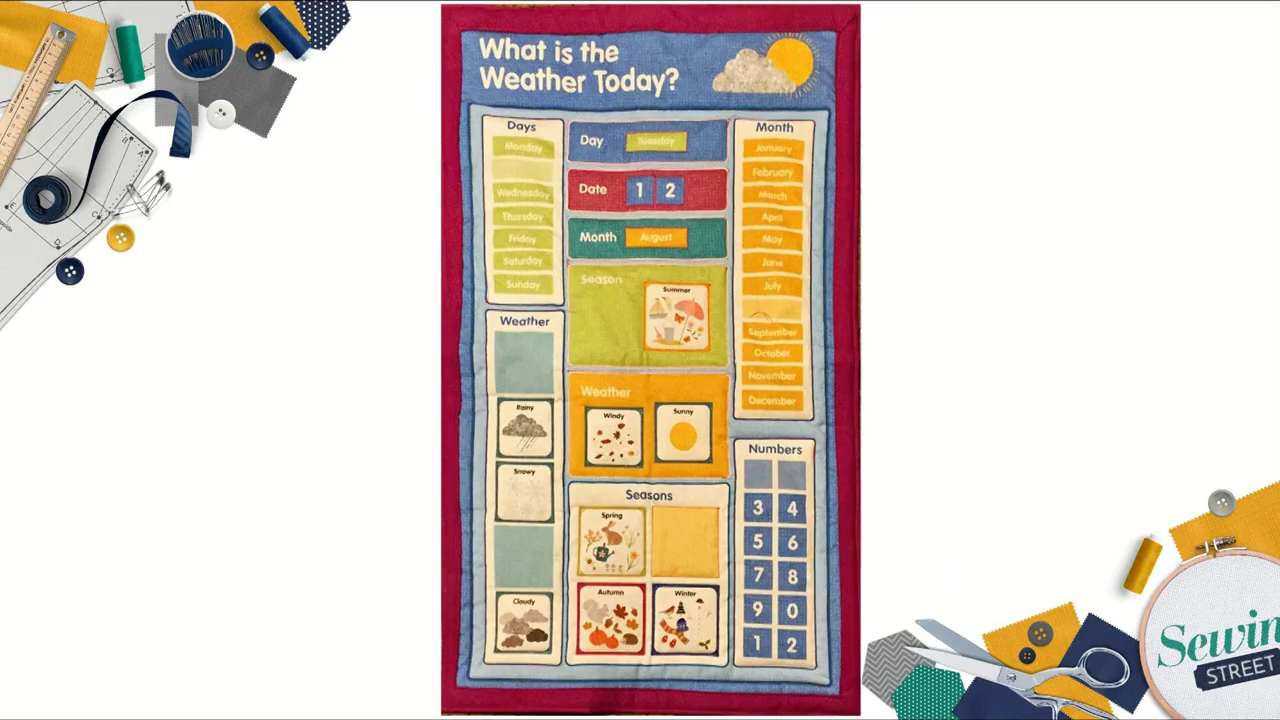 What is the
Weather Today?
Days
Monday
Wednesday
Thursday
Friday
Saturday
Sunday
Day
Tuesday
Date
1 2
Month
August
Season
Summer
Weather
Windy
Sunny
Month
January
February
March
April
May
June
July
September
October
November
December
Weather
Rainy
Snowy
Cloudy
Seasons
Spring
Autumn
Winter
Numbers
3 4
5 6
7 8
9 0
1 2
Sewin
STREET